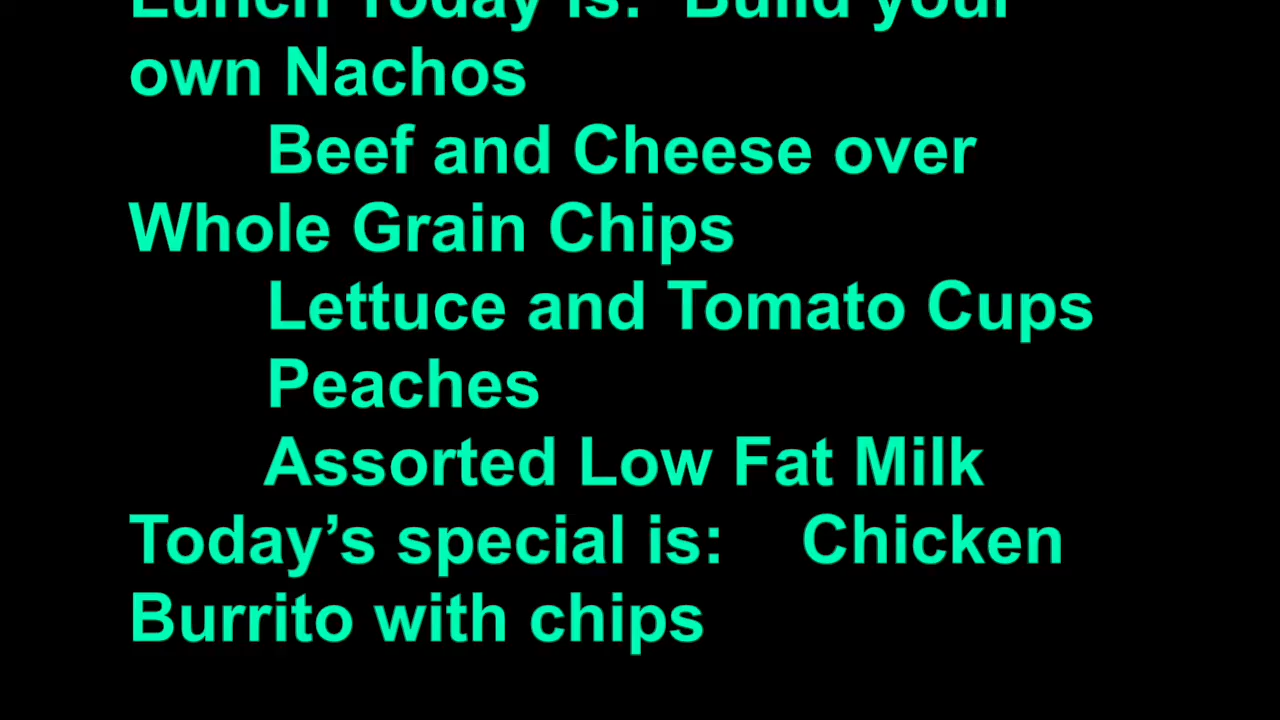 Lunch Today is: Build your
own Nachos
Beef and Cheese over
Whole Grain Chips
Lettuce and Tomato Cups
Peaches
Assorted Low Fat Milk
Today’s special is: Chicken
Burrito with chips